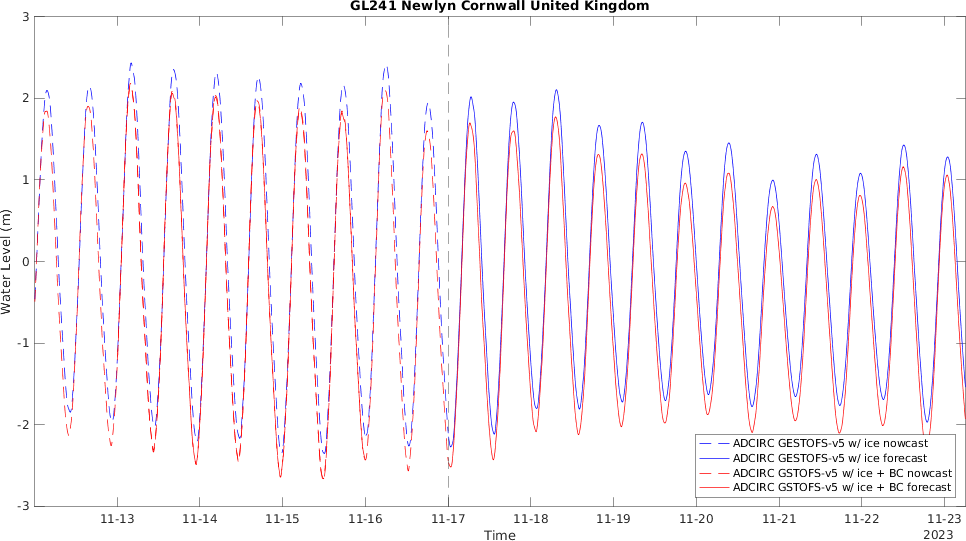 GL241 Newlyn Cornwall United Kingdom
3
2
1
0
-1
-2
-3
Water Level (m)
ADCIRC GESTOFS-v5 w/ ice nowcast
ADCIRC GESTOFS-v5 w/ ice forecast
ADCIRC GSTOFS-v5 w/ ice + BC nowcast
ADCIRC GSTOFS-v5 w/ ice + BC forecast
11-13 11-14 11-15 11-16 11-17 11-18 11-19 11-20 11-21 11-22 11-23
Time
2023